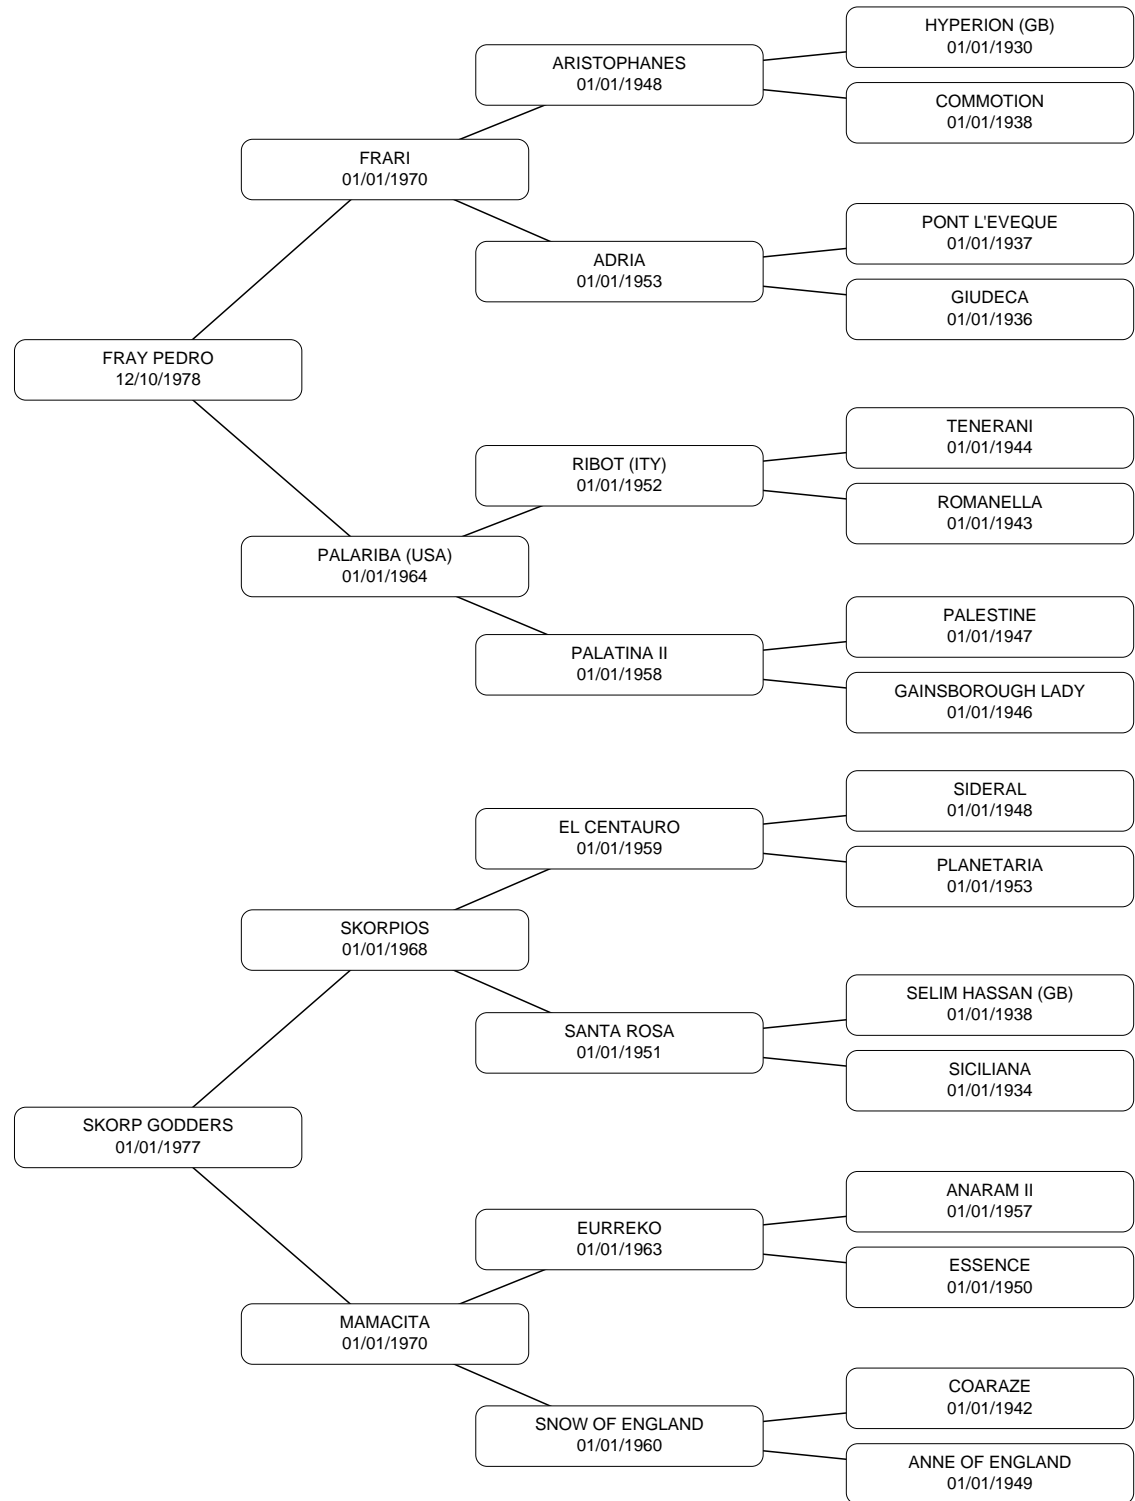 HYPERION (GB)
01/01/1930
ARISTOPHANES
01/01/1948
COMMOTION
01/01/1938
FRARI
01/01/1970
PONT L'EVEQUE
01/01/1937
ADRIA
01/01/1953
GIUDECA
01/01/1936
FRAY PEDRO
12/10/1978
TENERANI
01/01/1944
RIBOT (ITY)
01/01/1952
ROMANELLA
01/01/1943
PALARIBA (USA)
01/01/1964
PALESTINE
01/01/1947
PALATINA II
01/01/1958
GAINSBOROUGH LADY
01/01/1946
SIDERAL
01/01/1948
EL CENTAURO
01/01/1959
PLANETARIA
01/01/1953
SKORPIOS
01/01/1968
SELIM HASSAN (GB)
01/01/1938
SANTA ROSA
01/01/1951
SICILIANA
01/01/1934
SKORP GODDERS
01/01/1977
ANARAM II
01/01/1957
EURREKO
01/01/1963
ESSENCE
01/01/1950
MAMACITA
01/01/1970
COARAZE
01/01/1942
SNOW OF ENGLAND
01/01/1960
ANNE OF ENGLAND
01/01/1949